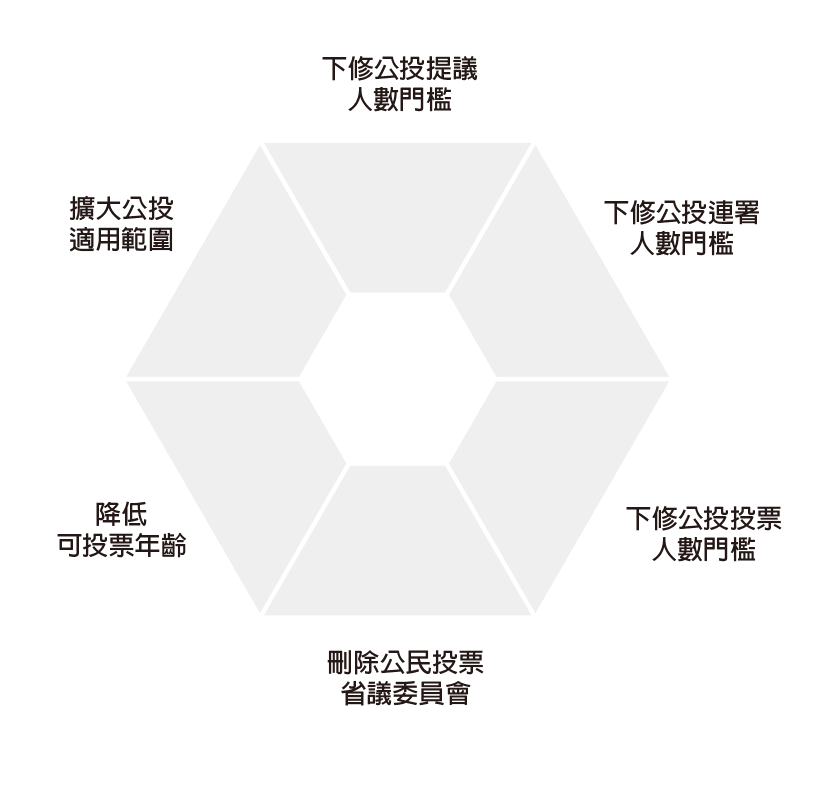 下修公投提議
人數門檻
擴大公投
適用範圍
下修公投連署
人數門檻
降低
可投票年齡
下修公投投票
人數門檻
刪除公民投票
省議委員會